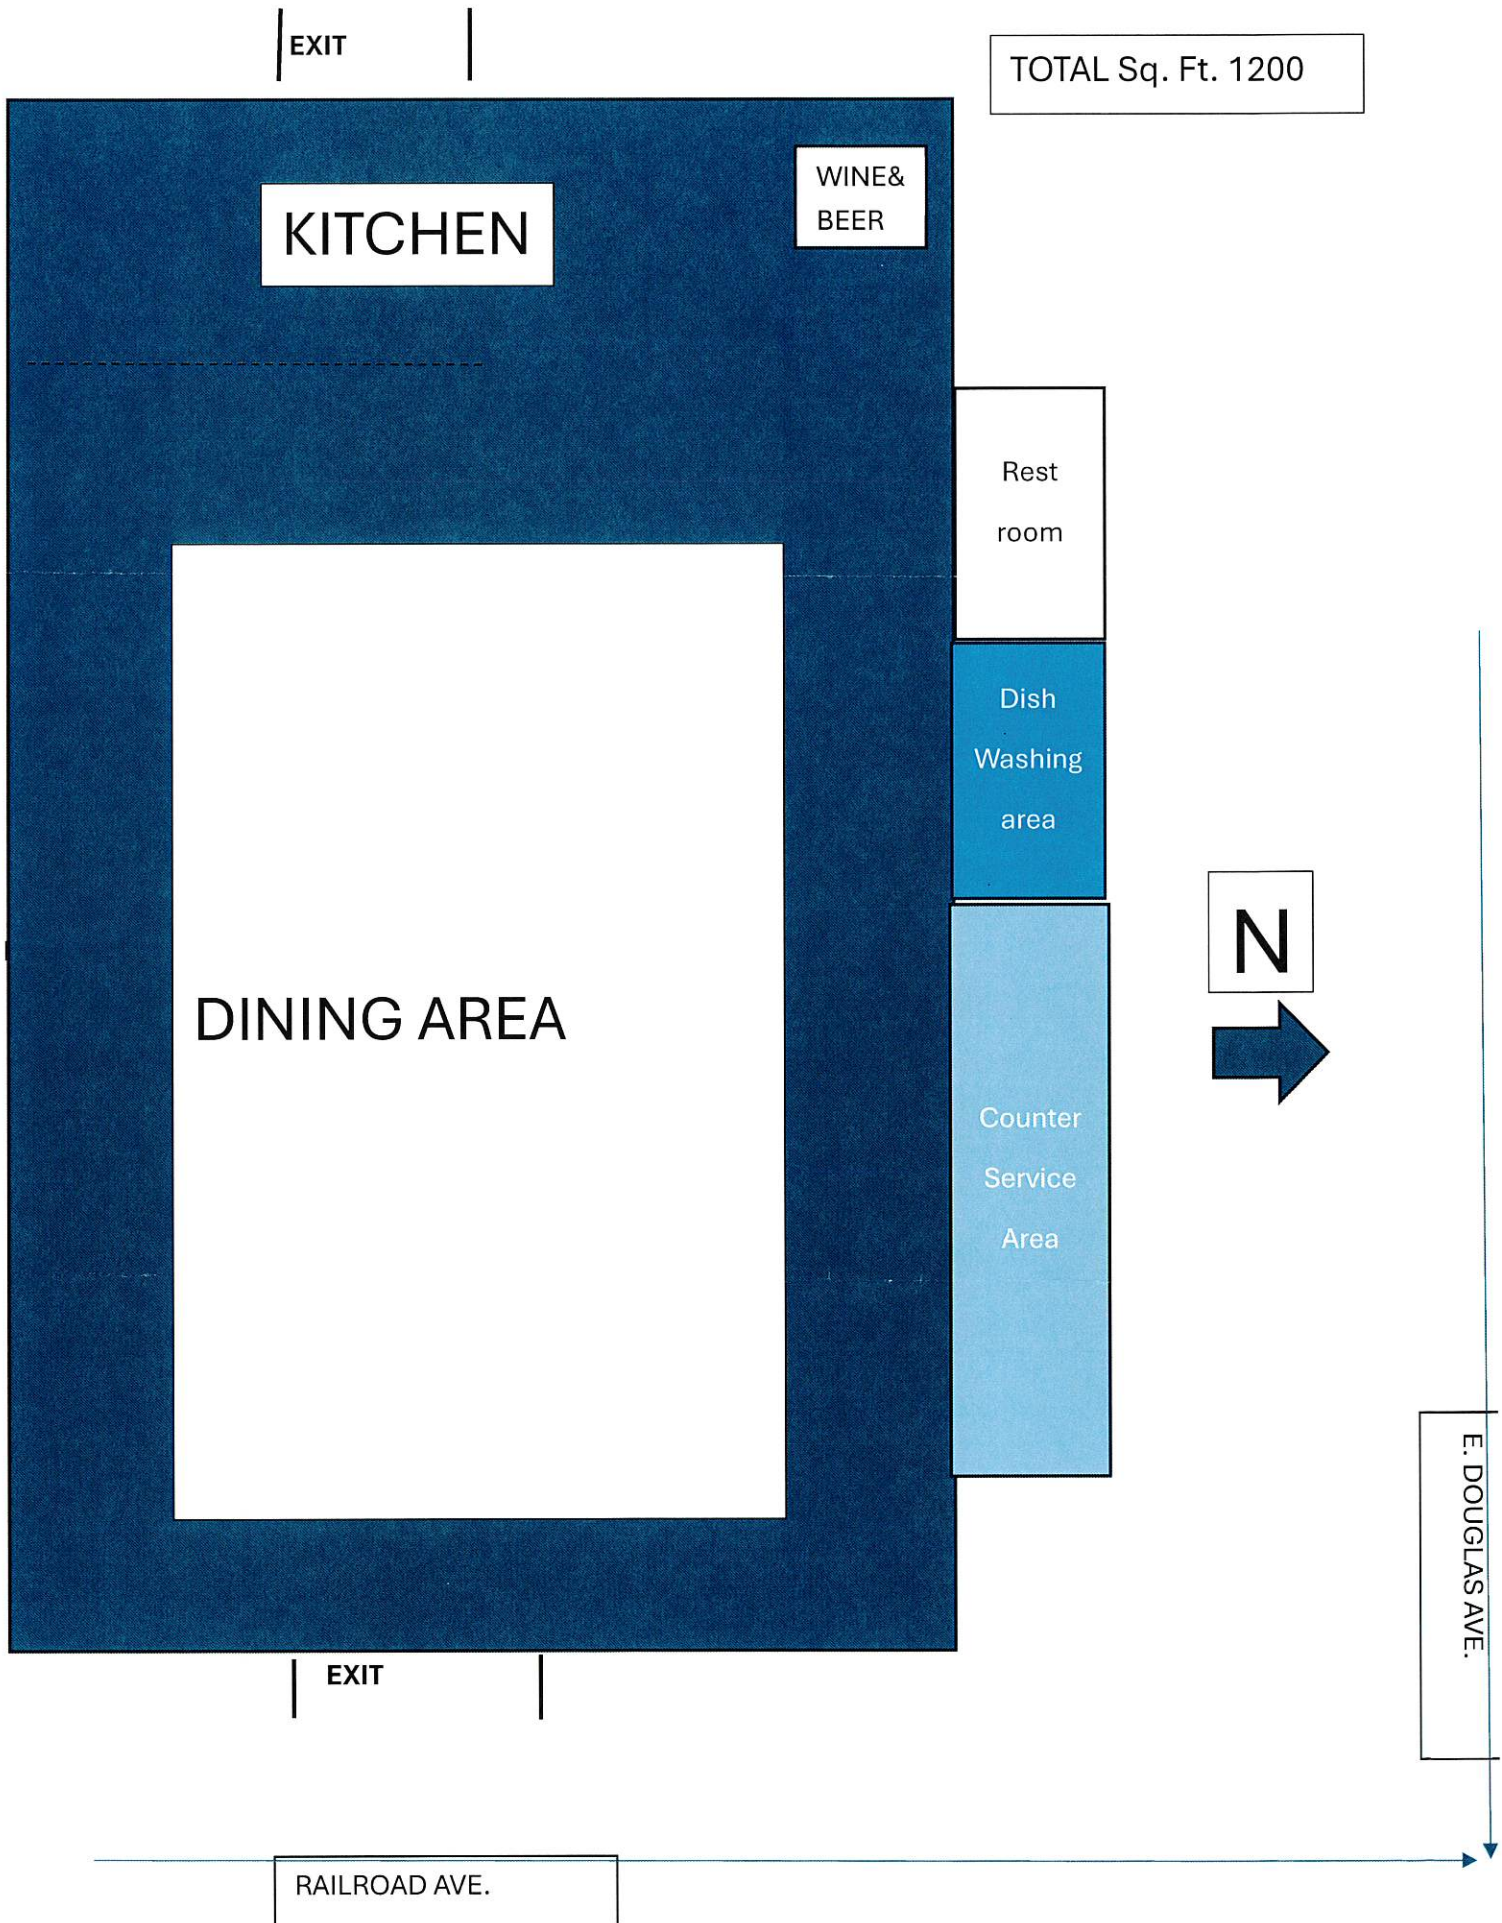 EXIT
TOTAL Sq. Ft. 1200
WINE&
BEER
KITCHEN
Rest
room
Dish
Washing
area
N
DINING AREA
Counter
Service
Area
E. DOUGLAS AVE.
EXIT
RAILROAD AVE.